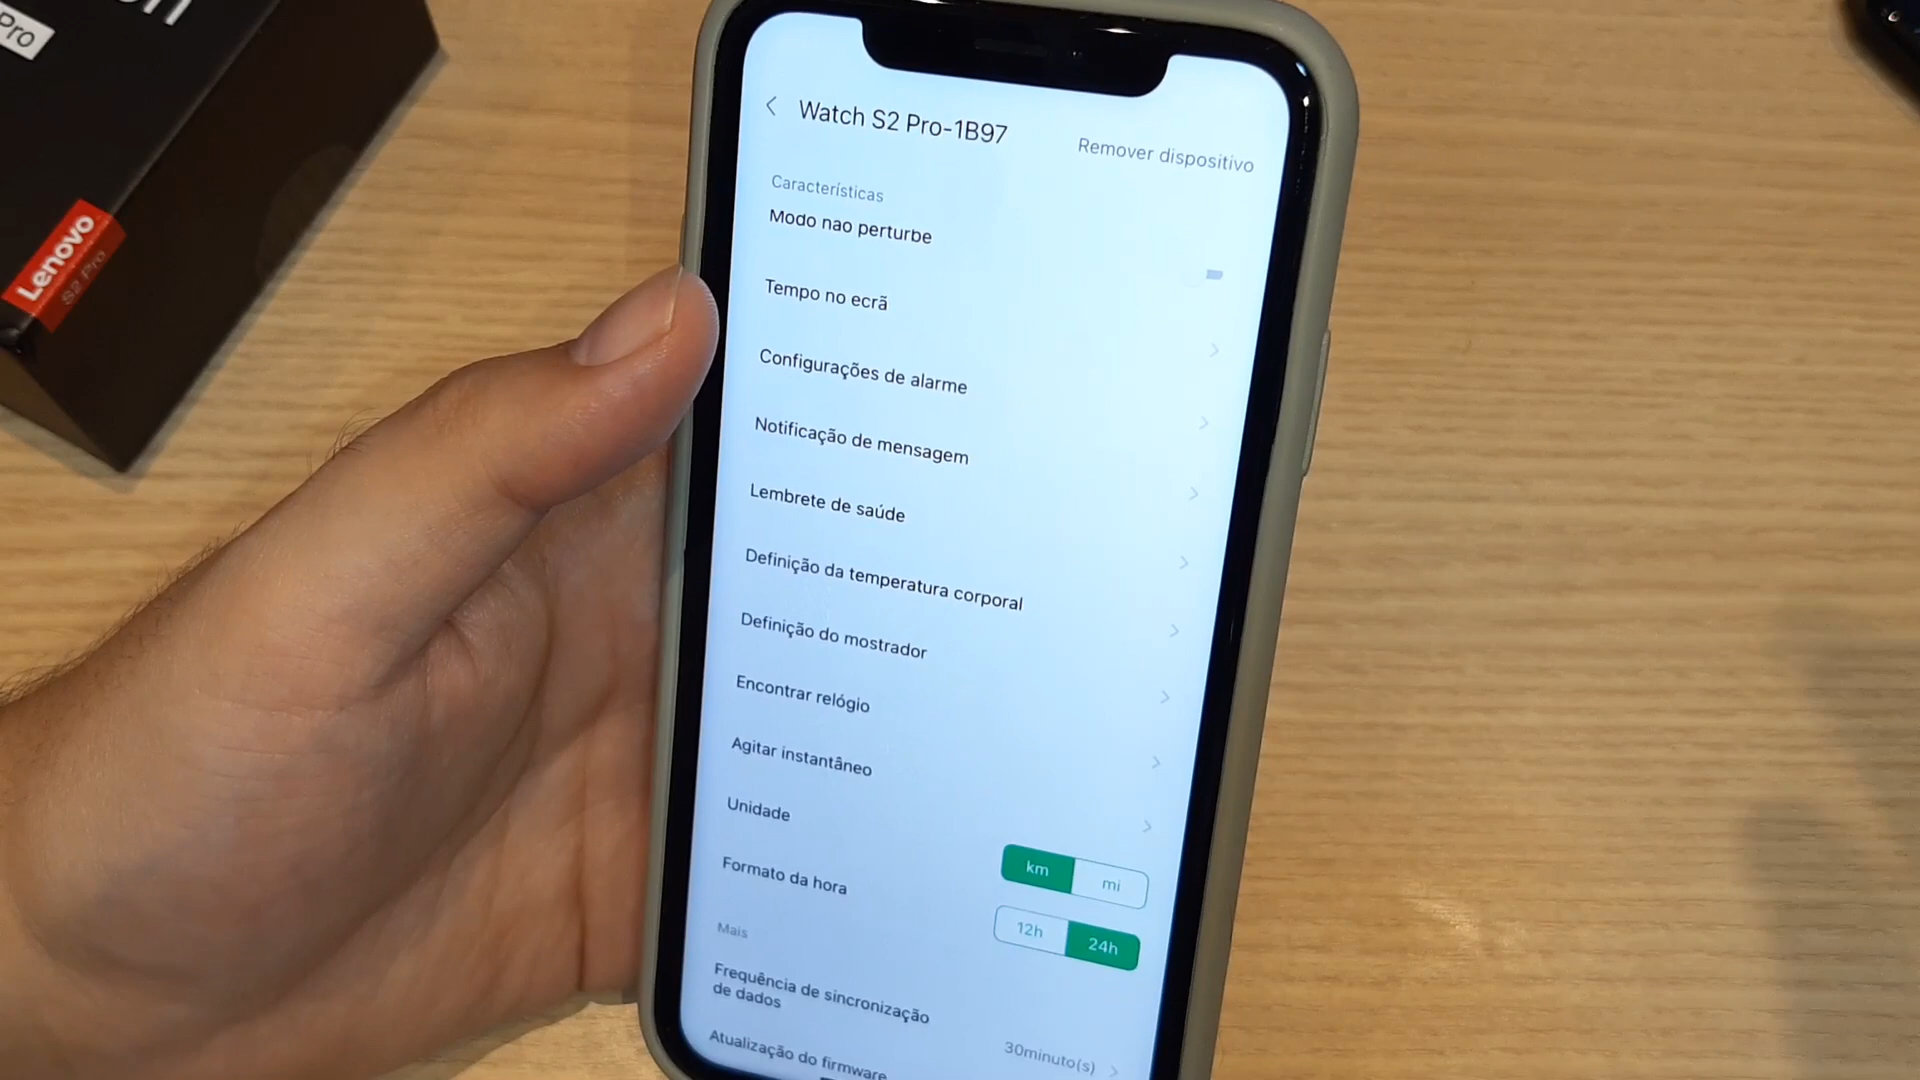 Pro
Lenovo
S2 Pro
Watch S2 Pro-1B97
Remover dispositivo
Características
Modo nao perturbe
Tempo no ecrã
Configurações de alarme
Notificação de mensagem
Lembrete de saúde
Definição da temperatura corporal
Definição do mostrador
Encontrar relógio
Agitar instantâneo
Unidade
km
mi
Formato da hora
12h
24h
Mais
Frequência de sincronização
de dados
30minuto(s)
Atualização do firmware